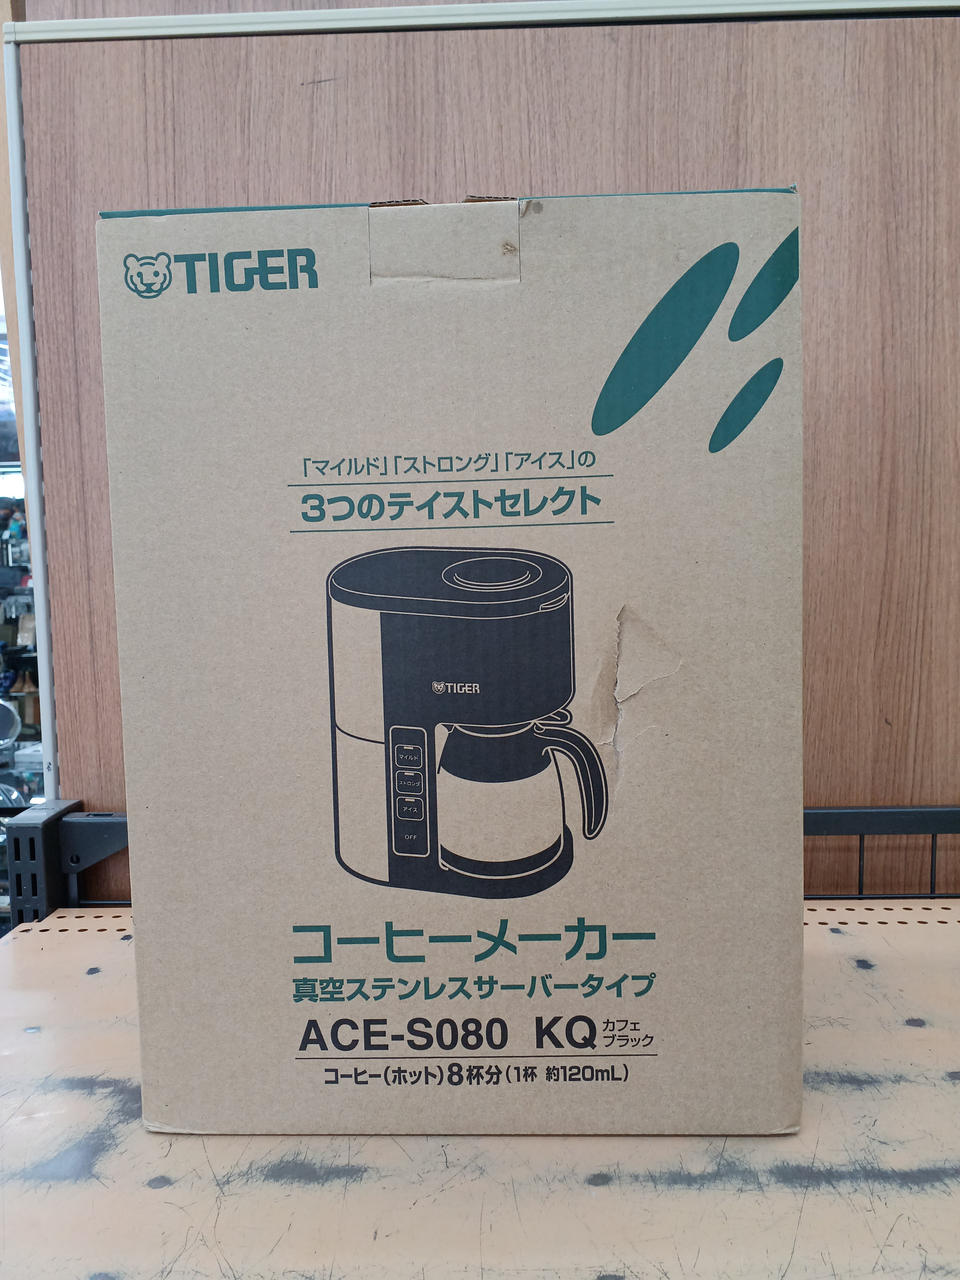 TIGER
「マイルド」「ストロング」「アイス」の
3つのテイストセレクト
TIGER
マイルド
ストロング
アイス
OFF
コーヒーメーカー
真空ステンレスサーバータイプ
ACE-S080 KQ カフェ
ブラック
コーヒー(ホット)8杯分(1杯 約120mL)